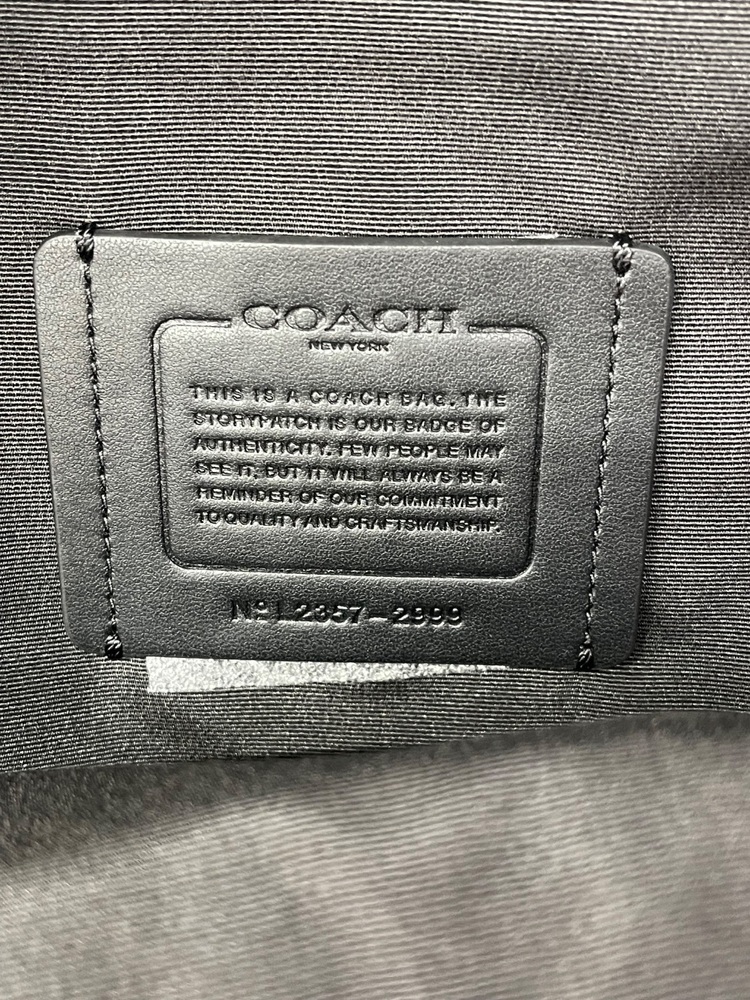 COACH
NEW YORK
THIS IS A COACH BAG. THE
STORYPATCH IS OUR BADGE OF
AUTHENTICITY. FEW PEOPLE MAY
SEE IT, BUT IT WILL ALWAYS BE A
REMINDER OF OUR COMMITMENT
TO QUALITY AND CRAFTSMANSHIP.
Nº L2357-2999